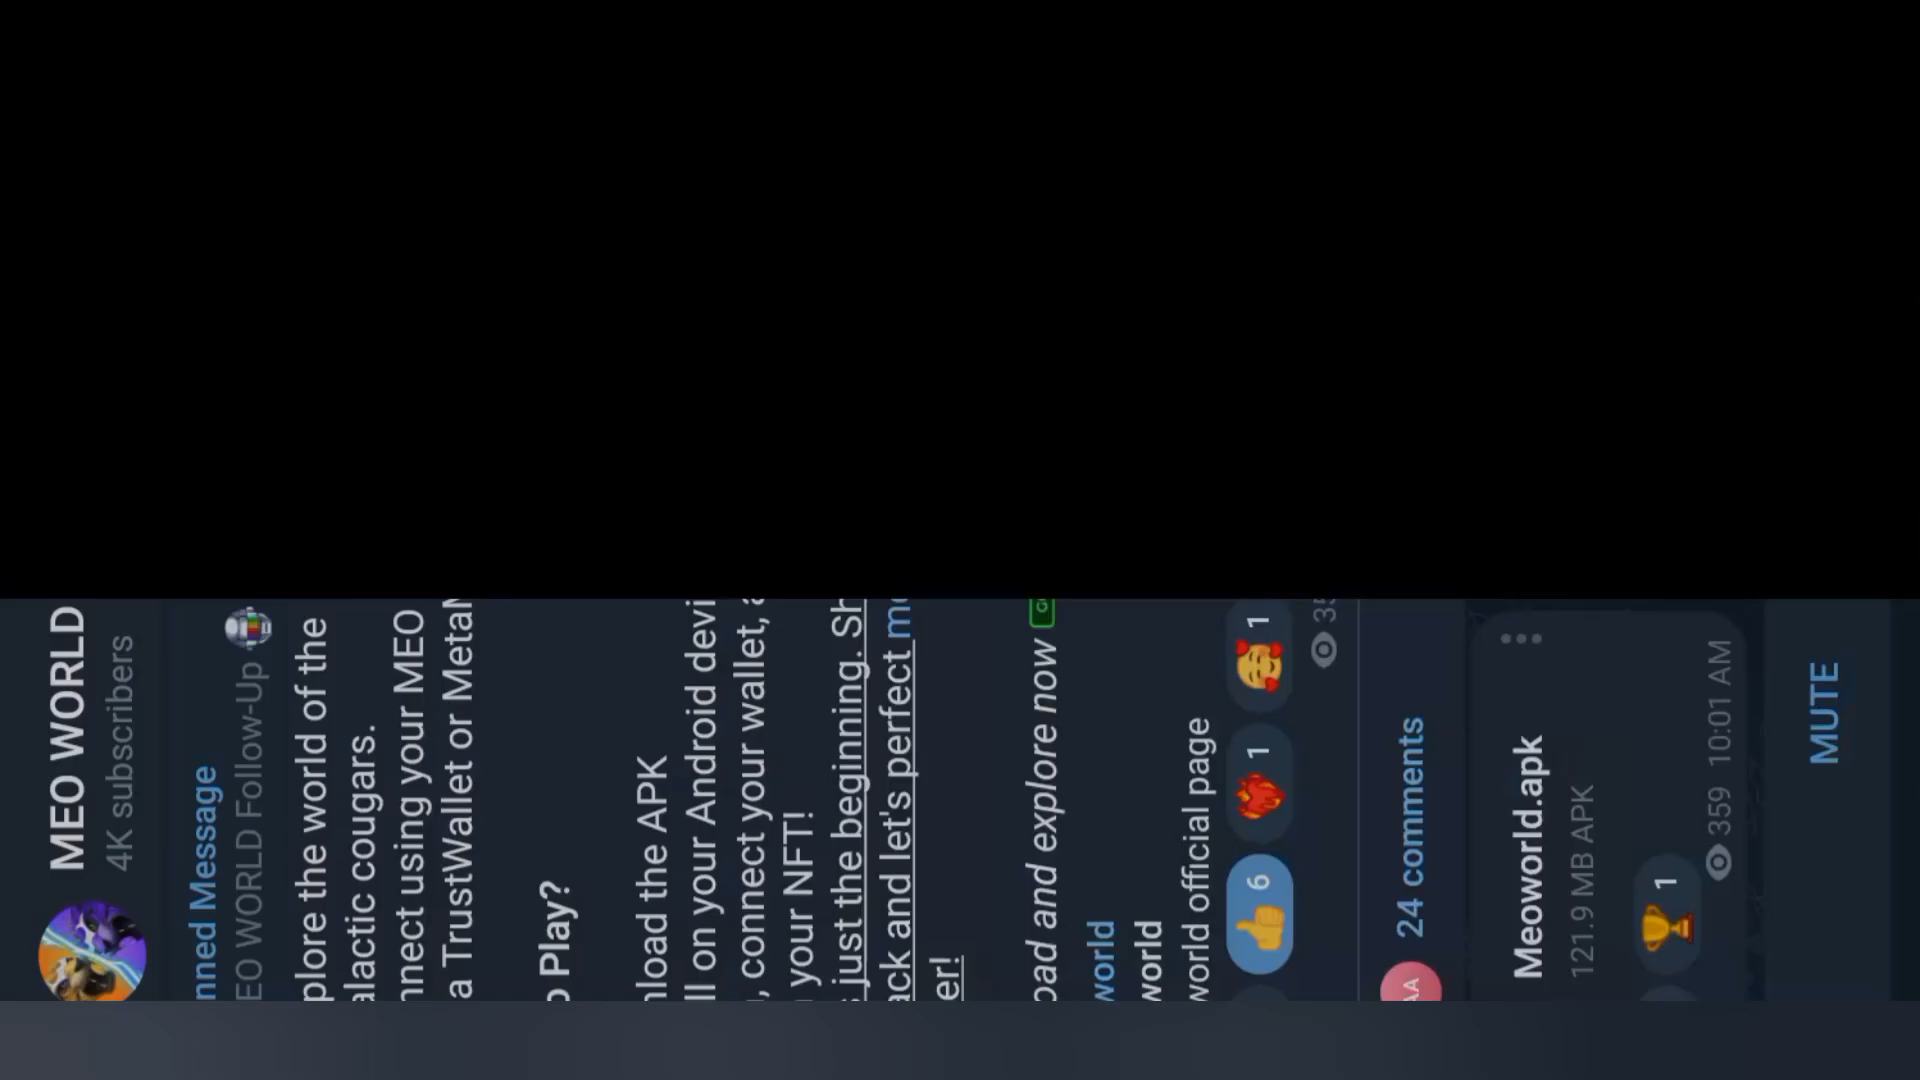 MEO WORLD
4K subscribers
nned Message
EO WORLD Follow-Up
plore the world of the
alactic cougars.
nnect using your MEO
a TrustWallet or Meta
o Play?
nload the APK
ll on your Android devi
, connect your wallet,
your NFT!
just the beginning. Sh
ack and let's perfect m
er!
oad and explore now
world
world
world official page
6 1 1
35
24 comments
AA
Meoworld.apk
121.9 MB APK
1
359 10:01 AM
MUTE